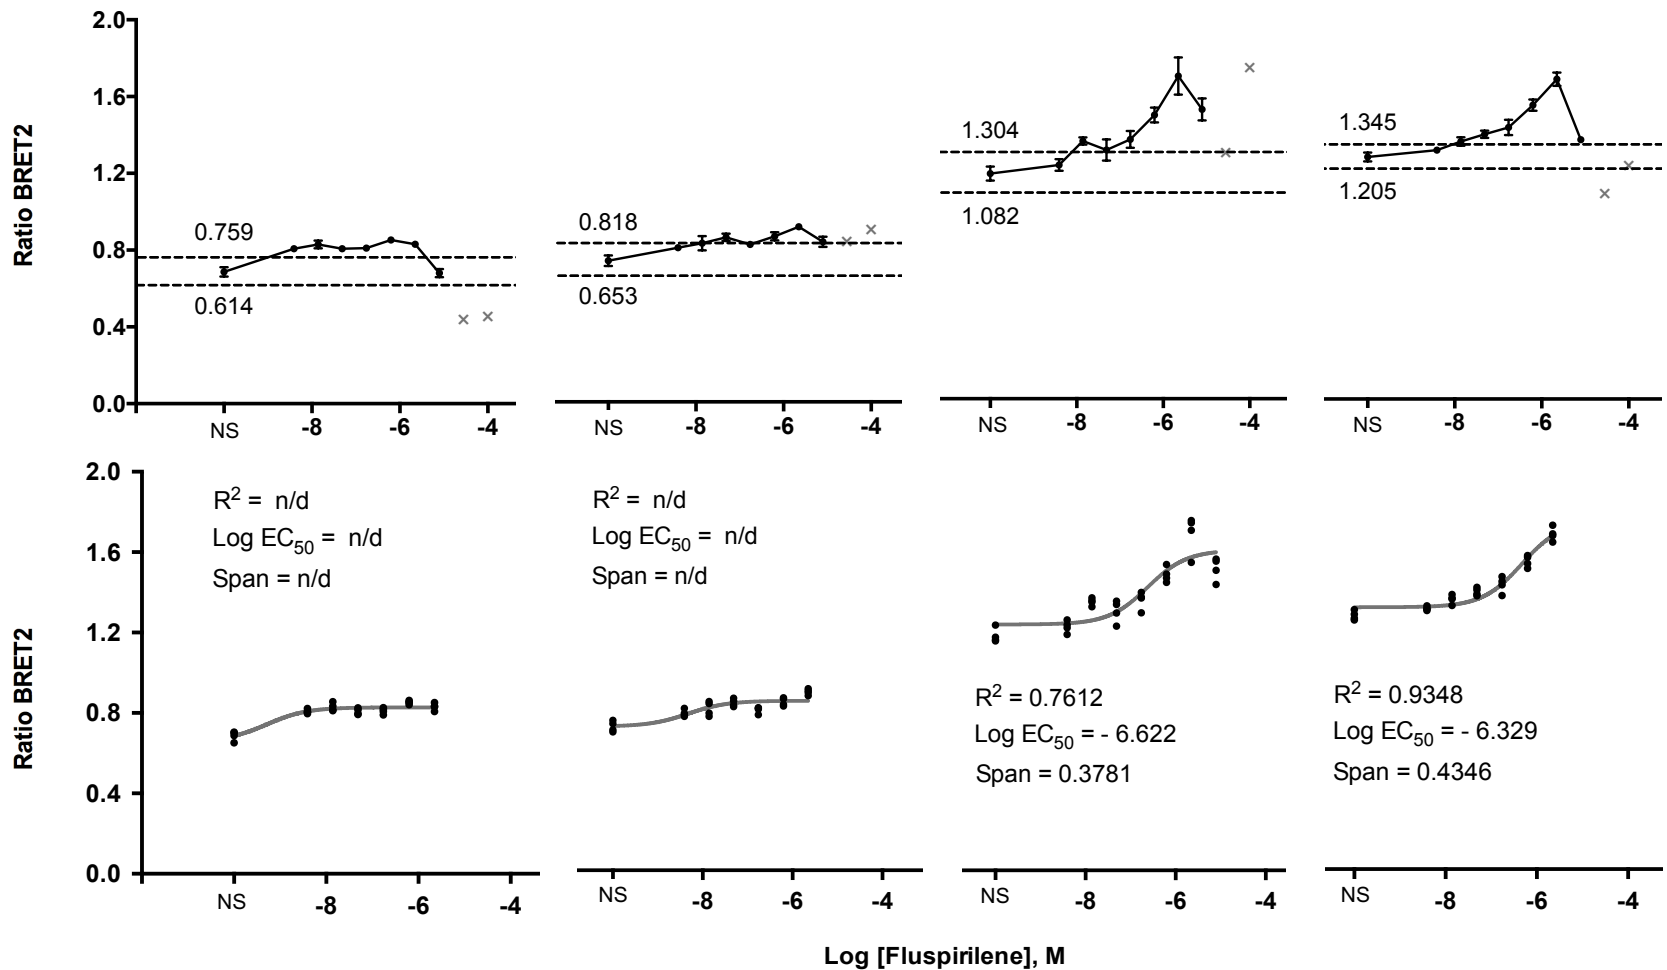 2.0
1.6
1.2
0.8
0.4
0.0
Ratio BRET2
0.759
0.614
NS -8 -6 -4
0.818
0.653
NS -8 -6 -4
1.304
1.082
NS -8 -6 -4
1.345
1.205
NS -8 -6 -4
2.0
1.6
1.2
0.8
0.4
0.0
Ratio BRET2
R2 = n/d
Log EC50 = n/d
Span = n/d
NS -8 -6 -4
R2 = n/d
Log EC50 = n/d
Span = n/d
NS -8 -6 -4
R2 = 0.7612
Log EC50 = - 6.622
Span = 0.3781
NS -8 -6 -4
R2 = 0.9348
Log EC50 = - 6.329
Span = 0.4346
NS -8 -6 -4
Log [Fluspirilene], M